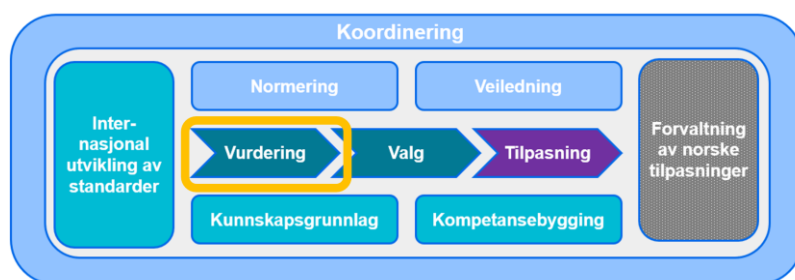 Koordinering
Inter-
nasjonal
utvikling av
standarder
Normering
Veiledning
Vurdering
Valg
Tilpasning
Kunnskapsgrunnlag
Kompetansebygging
Forvaltning
av norske
tilpasninger